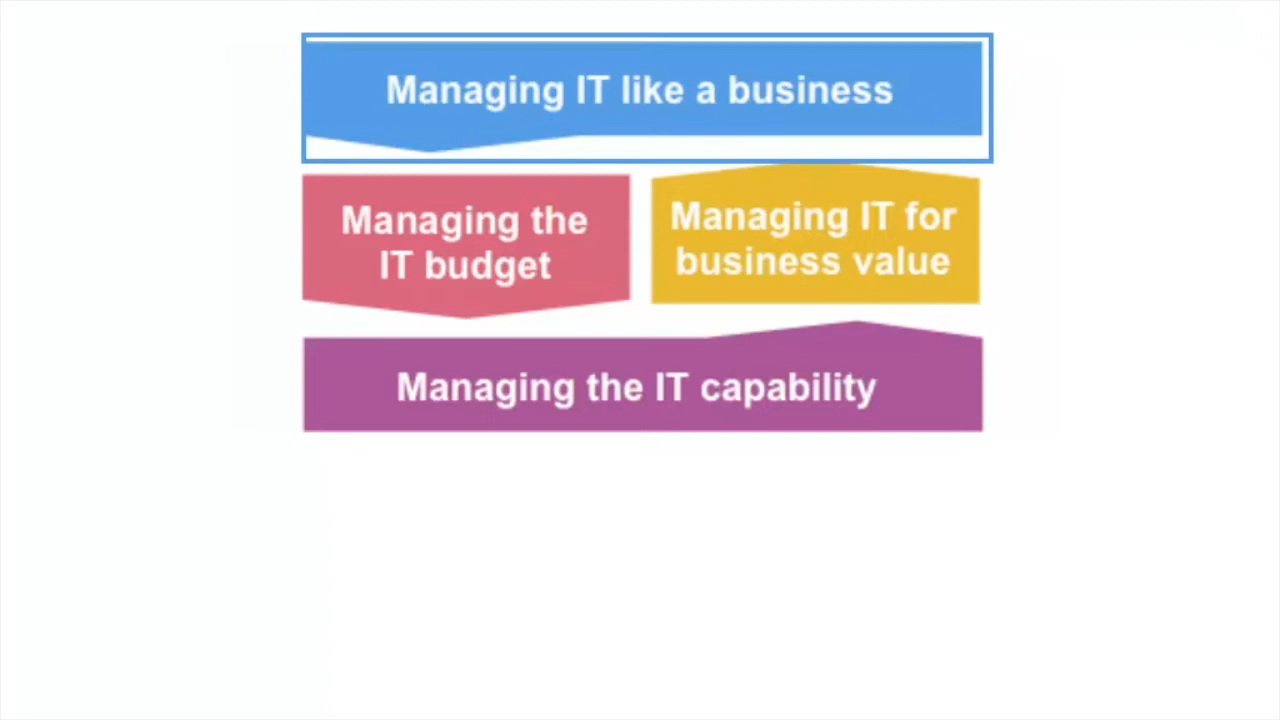 Managing IT like a business
Managing the
IT budget
Managing IT for
business value
Managing the IT capability